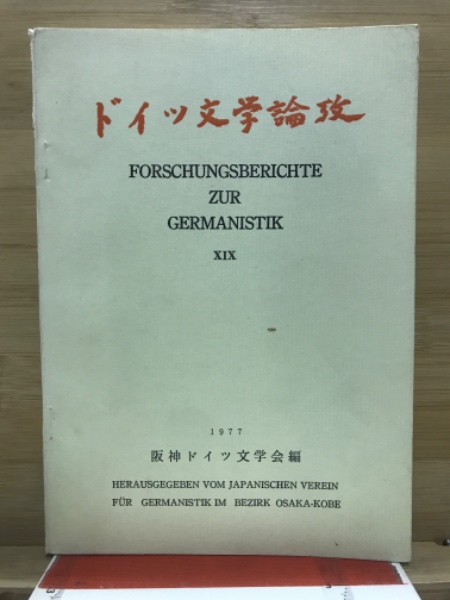 ドイツ文学論攷
FORSCHUNGSBERICHTE
ZUR
GERMANISTIK
XIX
1977
阪神ドイツ文学会編
HERAUSGEGEBEN VOM JAPANISCHEN VEREIN
FÜR GERMANISTIK IM BEZIRK OSAKA-KOBE